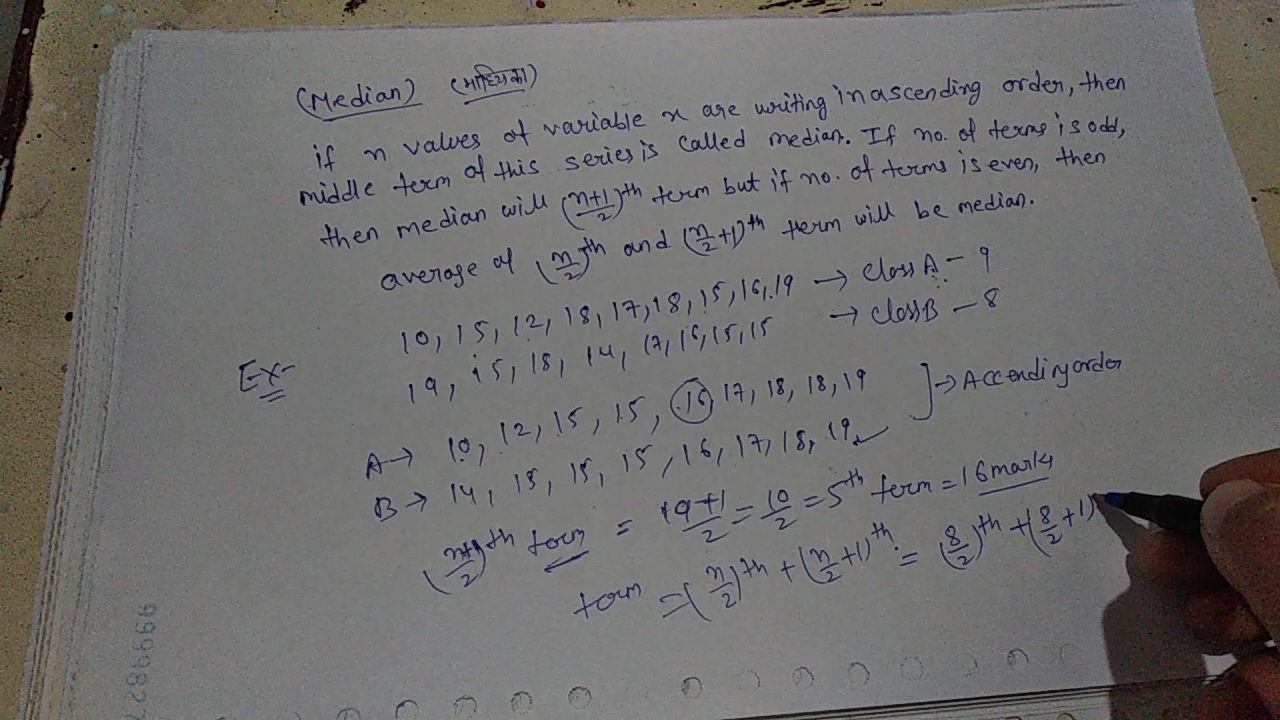 (Median) (माध्यिका)
if n values of variable x are writing in ascending order, then
middle term of this series is called median. If no. of terms is odd,
then median will (n+1/2)th term but if no. of terms is even, then
average of (n/2)th and (n/2+1)th term will be median.
Ex- 10, 15, 12, 18, 17, 18, 15, 16, 19 → Class A - 9
19, 15, 18, 14, 17, 16, 15, 15 → Class B - 8
A → 10, 12, 15, 15, 16 17, 18, 18, 19 ] → Accending order
B → 14, 15, 15, 15, 16, 17, 18, 19
(n+1/2)th term = 9+1/2 = 10/2 = 5th term = 16 marks
term = (n/2)th + (n/2+1)th = (8/2)th + (8/2+1)
999982